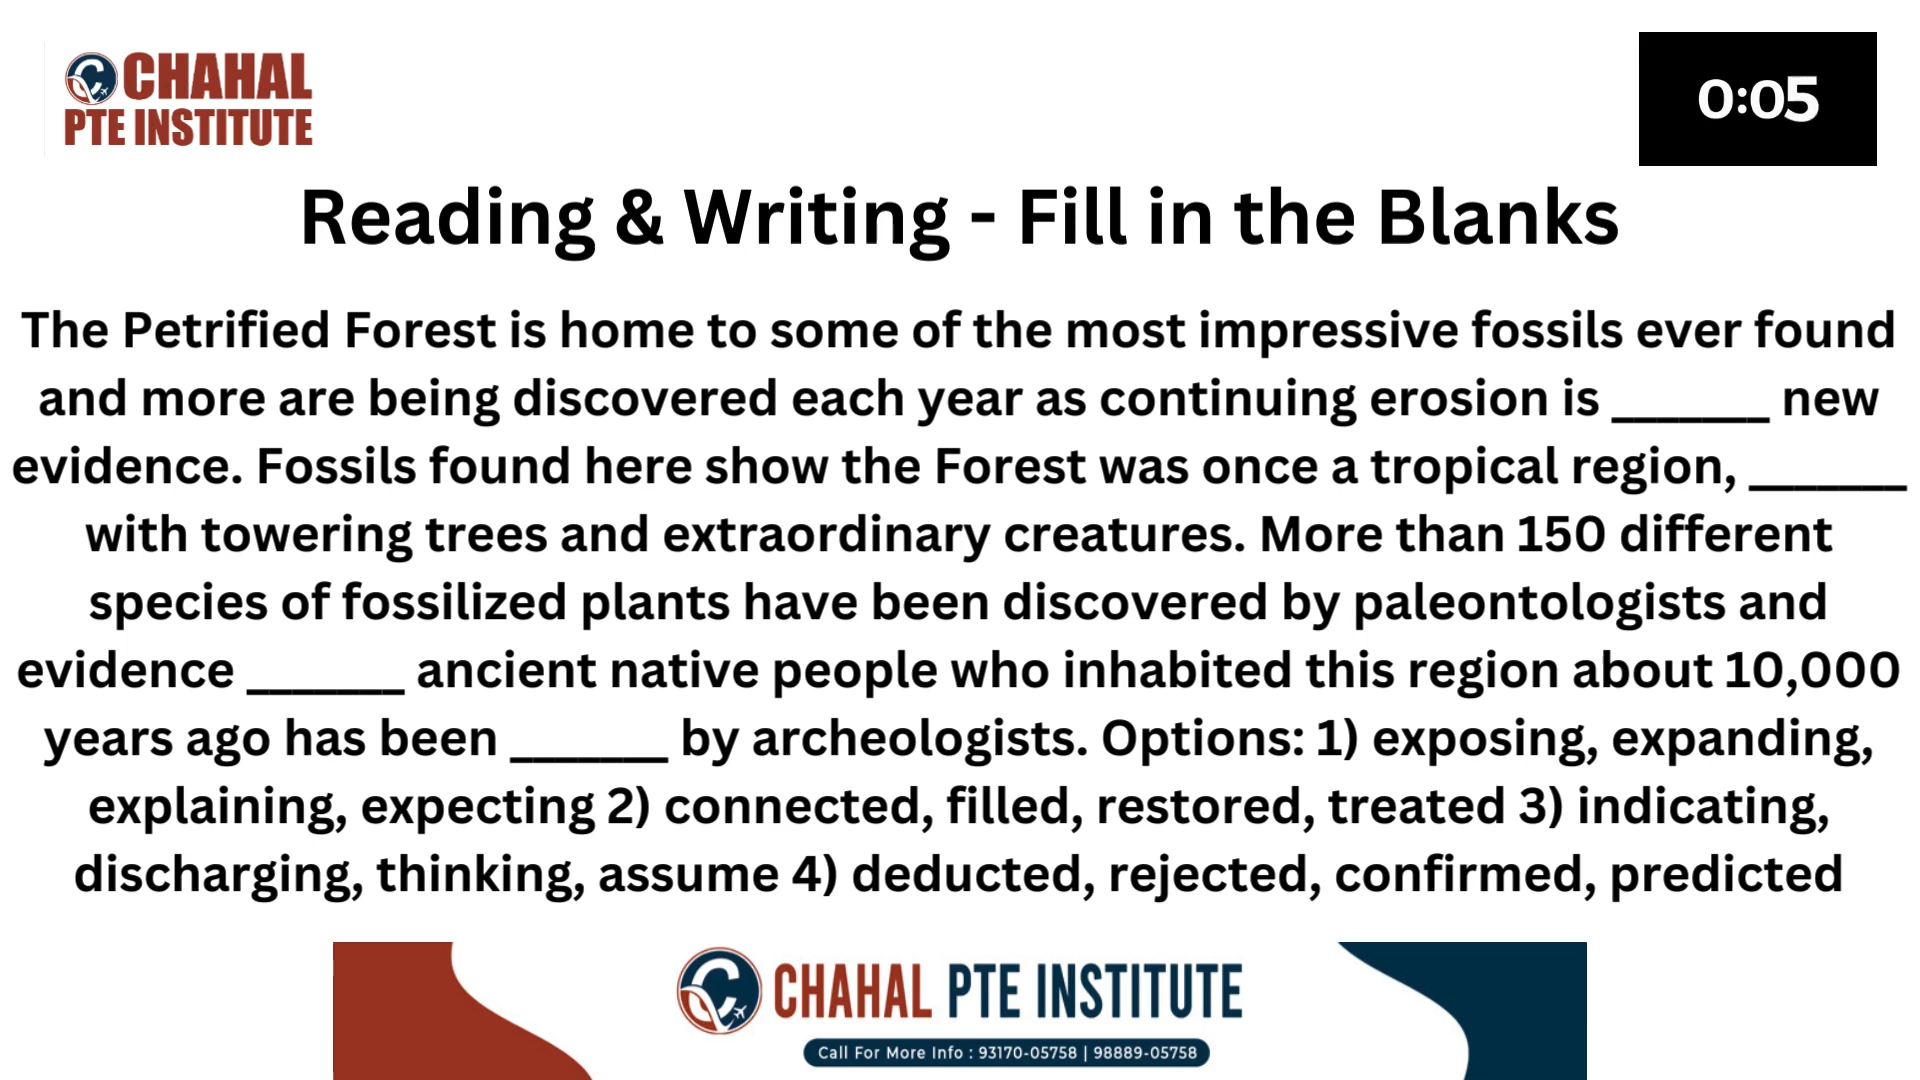 CHAHAL
PTE INSTITUTE
0:05
Reading & Writing - Fill in the Blanks
The Petrified Forest is home to some of the most impressive fossils ever found
and more are being discovered each year as continuing erosion is _______ new
evidence. Fossils found here show the Forest was once a tropical region, _______
with towering trees and extraordinary creatures. More than 150 different
species of fossilized plants have been discovered by paleontologists and
evidence _______ ancient native people who inhabited this region about 10,000
years ago has been _______ by archeologists. Options: 1) exposing, expanding,
explaining, expecting 2) connected, filled, restored, treated 3) indicating,
discharging, thinking, assume 4) deducted, rejected, confirmed, predicted
CHAHAL PTE INSTITUTE
Call For More Info : 93170-05758 | 98889-05758